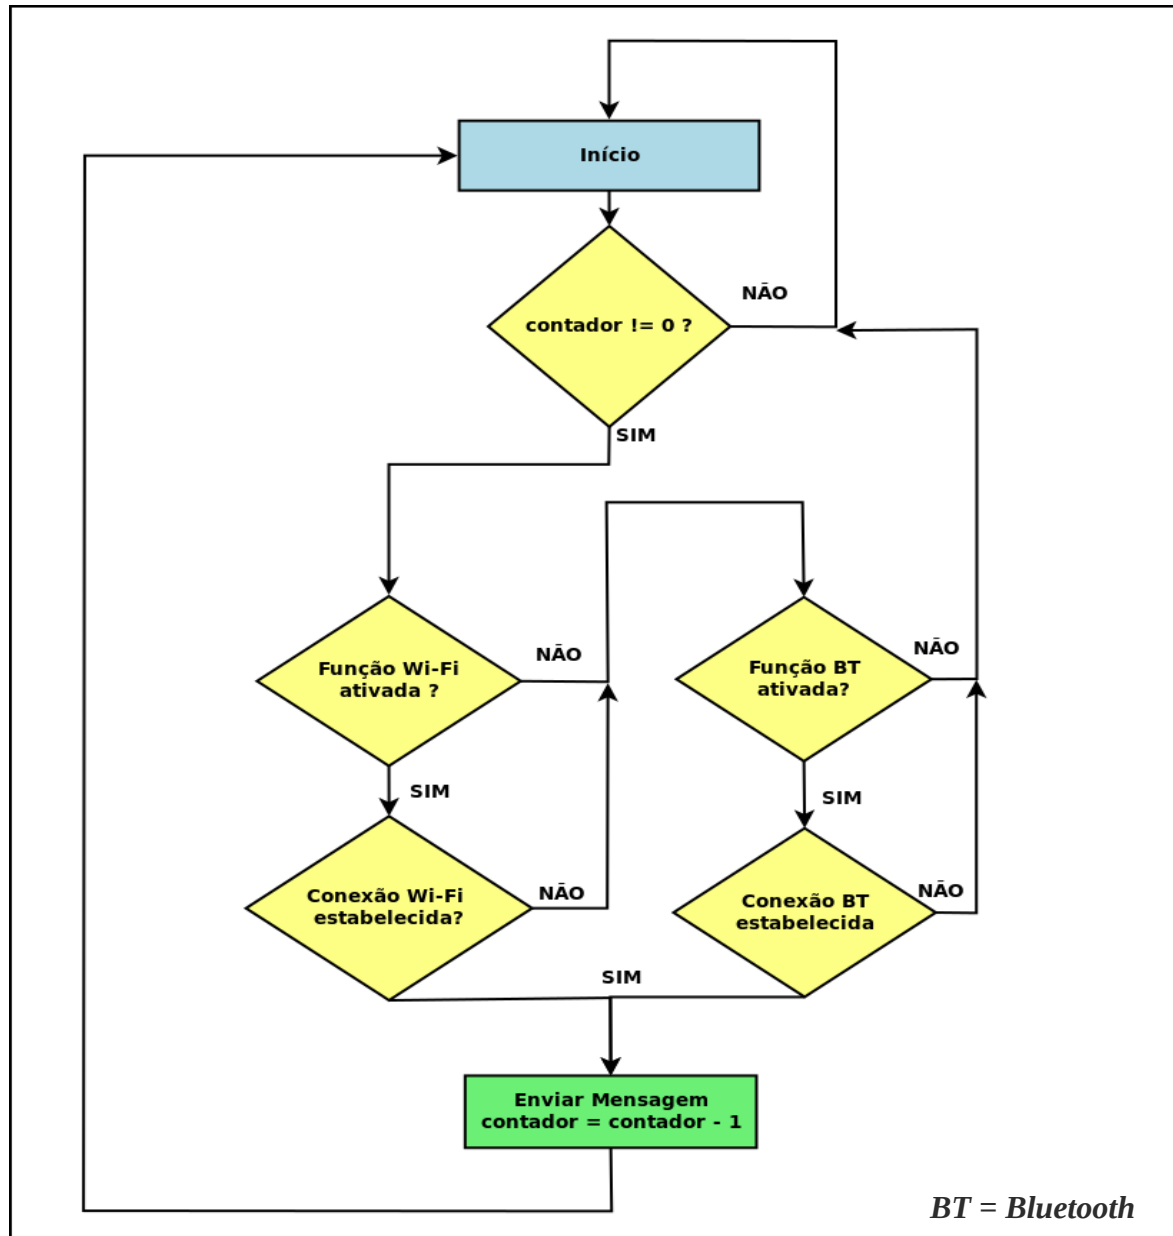 Início
NÃO
contador != 0 ?
SIM
NÃO
Função Wi-Fi
ativada ?
NÃO
Função BT
ativada?
SIM
SIM
Conexão Wi-Fi
estabelecida?
NÃO
Conexão BT
estabelecida
NÃO
SIM
Enviar Mensagem
contador = contador - 1
BT = Bluetooth